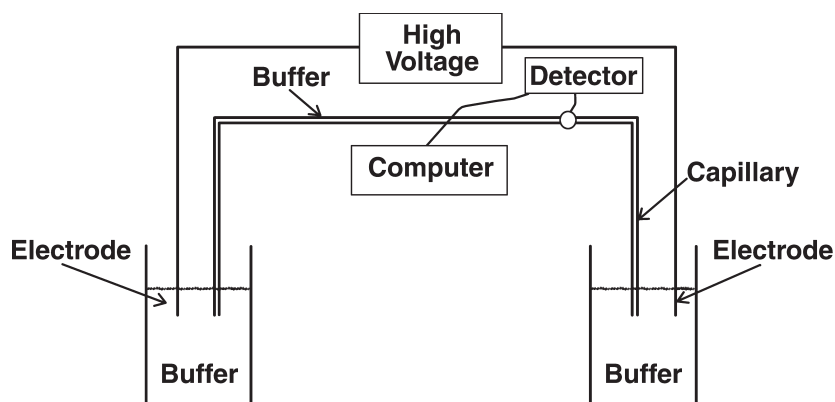 High
Voltage
Buffer
Detector
Computer
Capillary
Electrode
Electrode
Buffer
Buffer